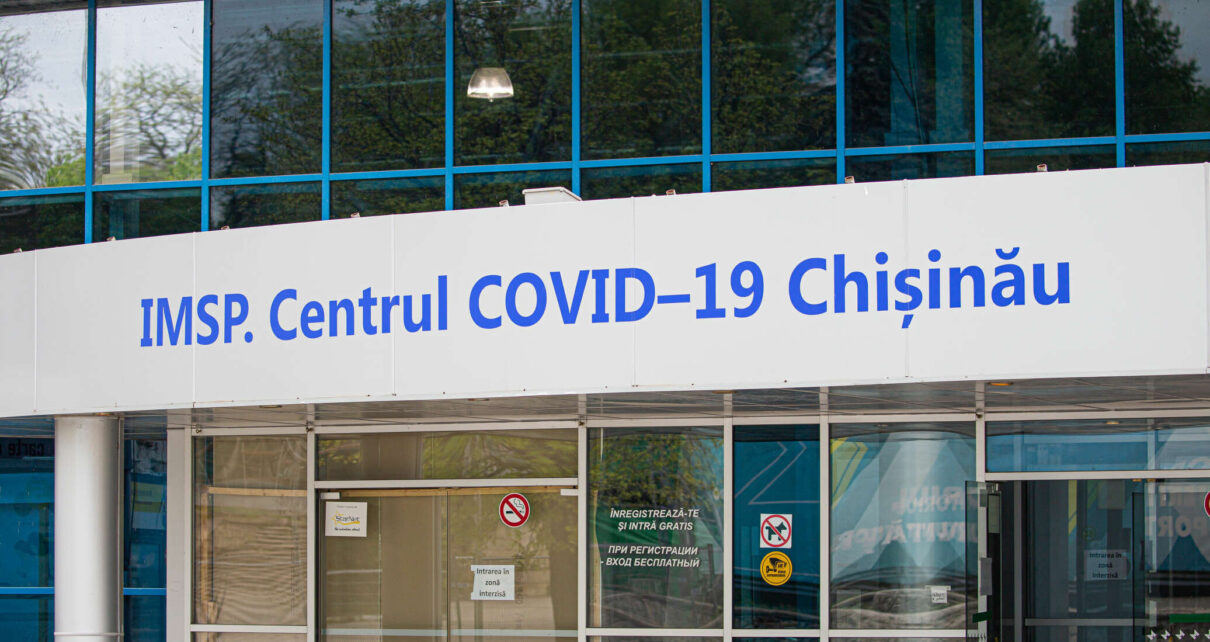 IMSP. Centrul COVID–19 Chișinău
StarNet
ÎNREGISTREAZĂ-TE
ȘI INTRĂ GRATIS
ПРИ РЕГИСТРАЦИИ
- ВХОД БЕСПЛАТНЫЙ
Intrarea în
zonă
interzisă
Intrarea în
zonă
interzisă